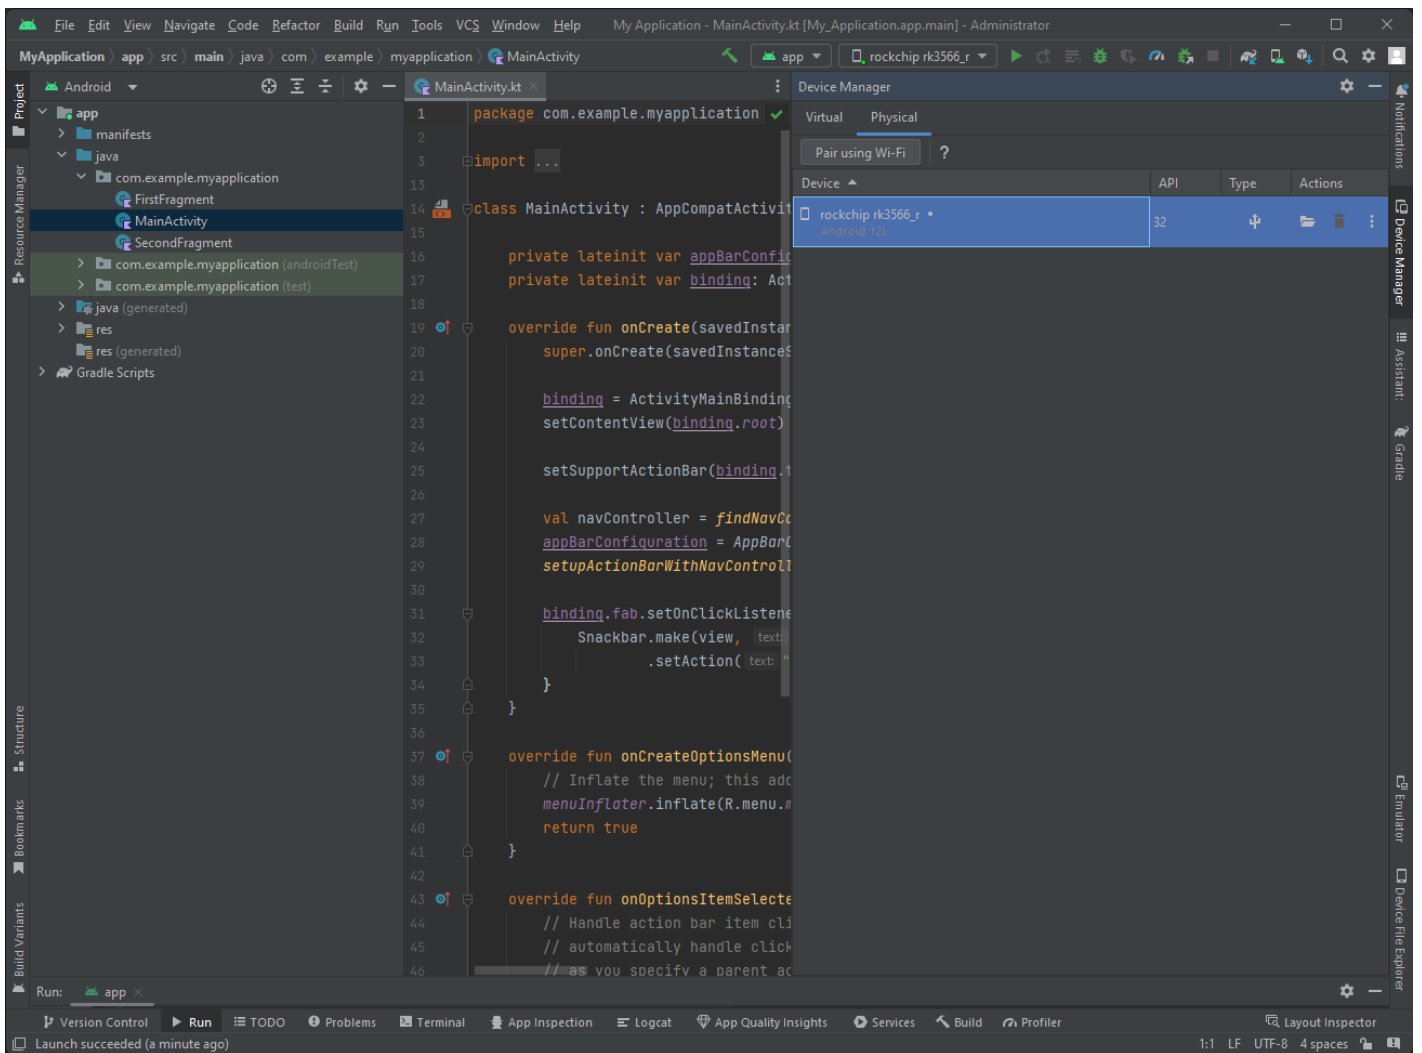 File Edit View Navigate Code Refactor Build Run Tools VCS Window Help My Application - MainActivity.kt [My_Application.app.main] - Administrator
MyApplication app src main java com example myapplication MainActivity app rockchip rk3566_r
Project
Resource Manager
Structure
Bookmarks
Build Variants
Android
app
manifests
java
com.example.myapplication
FirstFragment
MainActivity
SecondFragment
com.example.myapplication (androidTest)
com.example.myapplication (test)
java (generated)
res
res (generated)
Gradle Scripts
MainActivity.kt
1 package com.example.myapplication
2
3 import ...
13
14 class MainActivity : AppCompatActivit
15
16 private lateinit var appBarConfig
17 private lateinit var binding: Act
18
19 override fun onCreate(savedInstan
20 super.onCreate(savedInstanceS
21
22 binding = ActivityMainBinding
23 setContentView(binding.root)
24
25 setSupportActionBar(binding.t
26
27 val navController = findNavCo
28 appBarConfiguration = AppBarC
29 setupActionBarWithNavControll
30
31 binding.fab.setOnClickListene
32 Snackbar.make(view, text:
33 .setAction( text: "
34 }
35 }
36
37 override fun onCreateOptionsMenu(
38 // Inflate the menu; this add
39 menuInflater.inflate(R.menu.m
40 return true
41 }
42
43 override fun onOptionsItemSelecte
44 // Handle action bar item cli
45 // automatically handle click
46 // as you specify a parent ac
Device Manager
Virtual Physical
Pair using Wi-Fi ?
Device API Type Actions
rockchip rk3566_r 32
Android 12L
Notifications
Device Manager
Assistant:
Gradle
Emulator
Device File Explorer
Run: app
Version Control Run TODO Problems Terminal App Inspection Logcat App Quality Insights Services Build Profiler Layout Inspector
Launch succeeded (a minute ago) 1:1 LF UTF-8 4 spaces